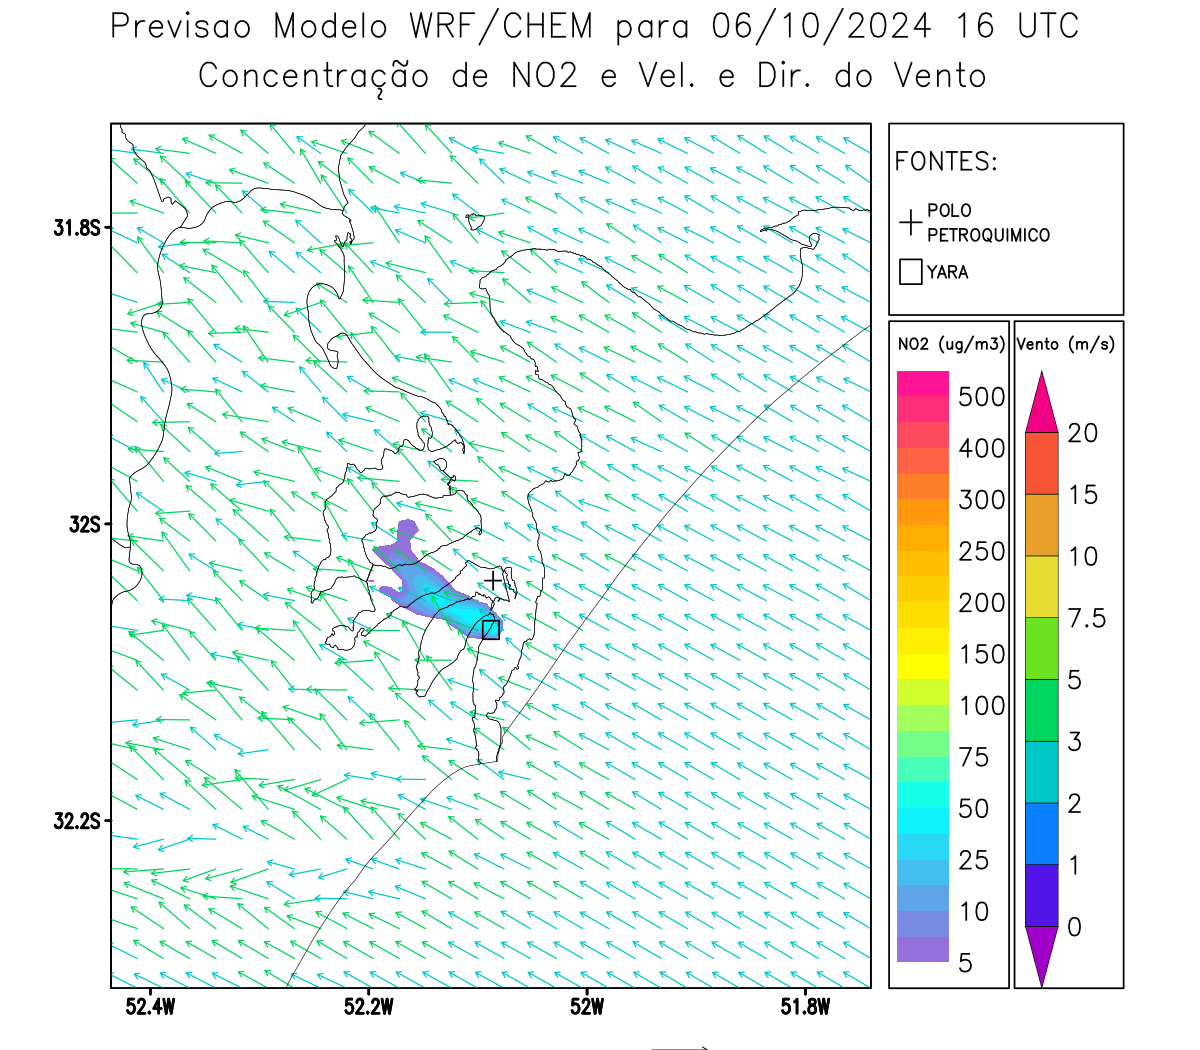 Previsao Modelo WRF/CHEM para 06/10/2024 16 UTC
Concentração de NO2 e Vel. e Dir. do Vento
FONTES:
POLO
PETROQUIMICO
YARA
NO2 (ug/m3)
500
400
300
250
200
150
100
75
50
25
10
5
Vento (m/s)
20
15
10
7.5
5
3
2
1
0
31.8S
32S
32.2S
52.4W
52.2W
52W
51.8W